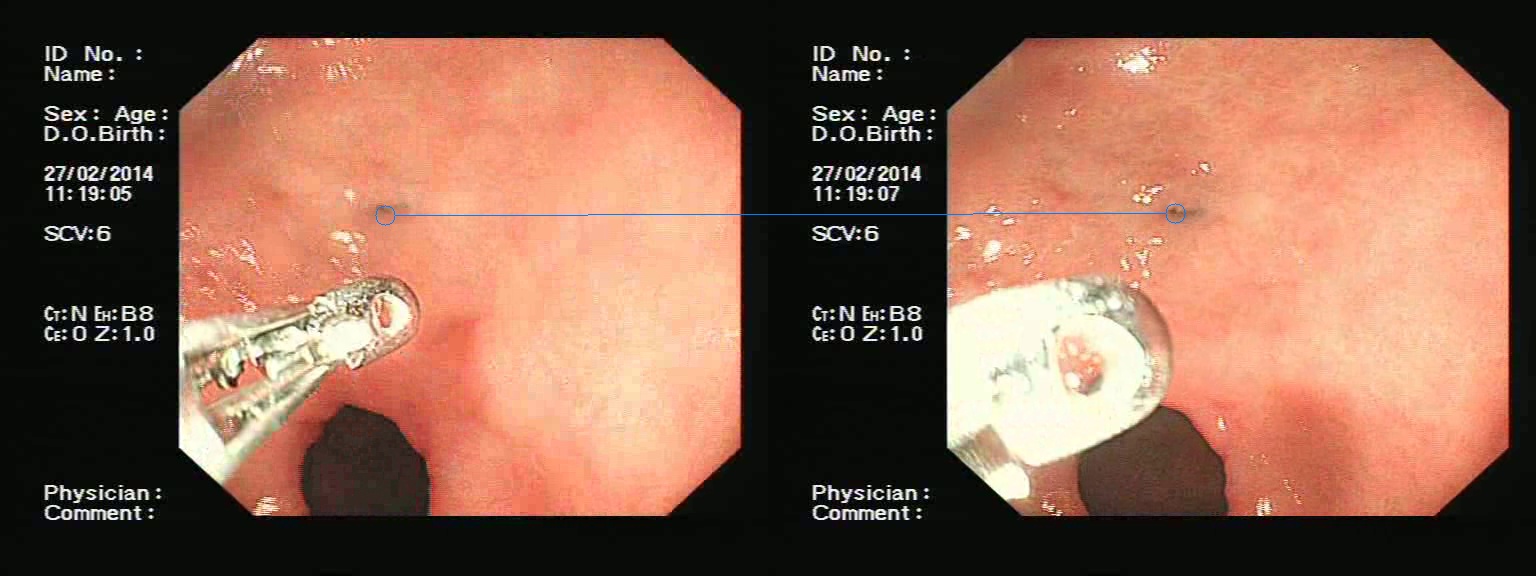 ID No. :
Name:
Sex: Age:
D.O.Birth:
27/02/2014
11:19:05
SCV:6
CT:N EH:B8
CE:0 Z:1.0
Physician:
Comment:
ID No. :
Name:
Sex: Age:
D.O.Birth:
27/02/2014
11:19:07
SCV:6
CT:N EH:B8
CE:0 Z:1.0
Physician:
Comment: